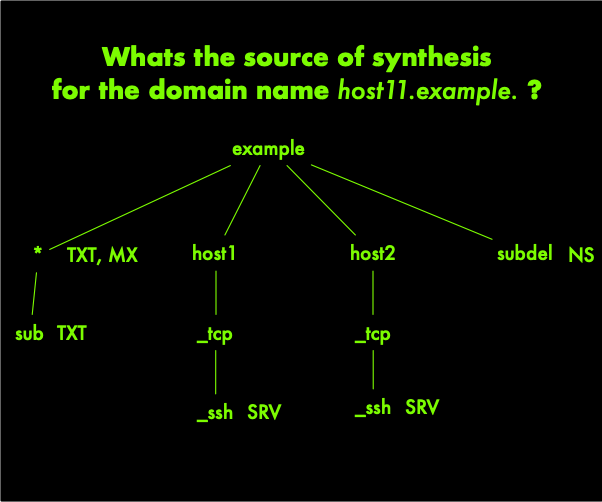 Whats the source of synthesis
for the domain name host11.example. ?
example
* TXT, MX host1 host2 subdel NS
sub TXT _tcp _tcp
_ssh SRV _ssh SRV